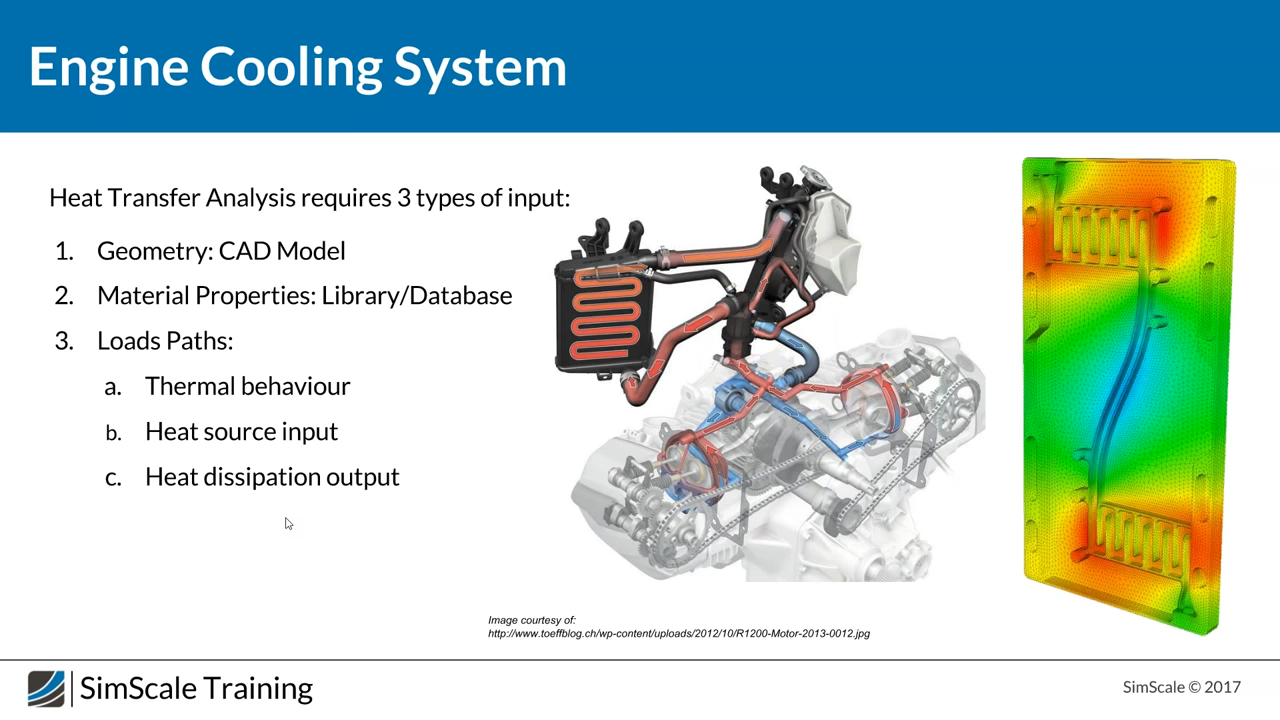 Engine Cooling System
Heat Transfer Analysis requires 3 types of input:
1. Geometry: CAD Model
2. Material Properties: Library/Database
3. Loads Paths:
a. Thermal behaviour
b. Heat source input
c. Heat dissipation output
Image courtesy of:
http://www.toeffblog.ch/wp-content/uploads/2012/10/R1200-Motor-2013-0012.jpg
SimScale Training
SimScale © 2017